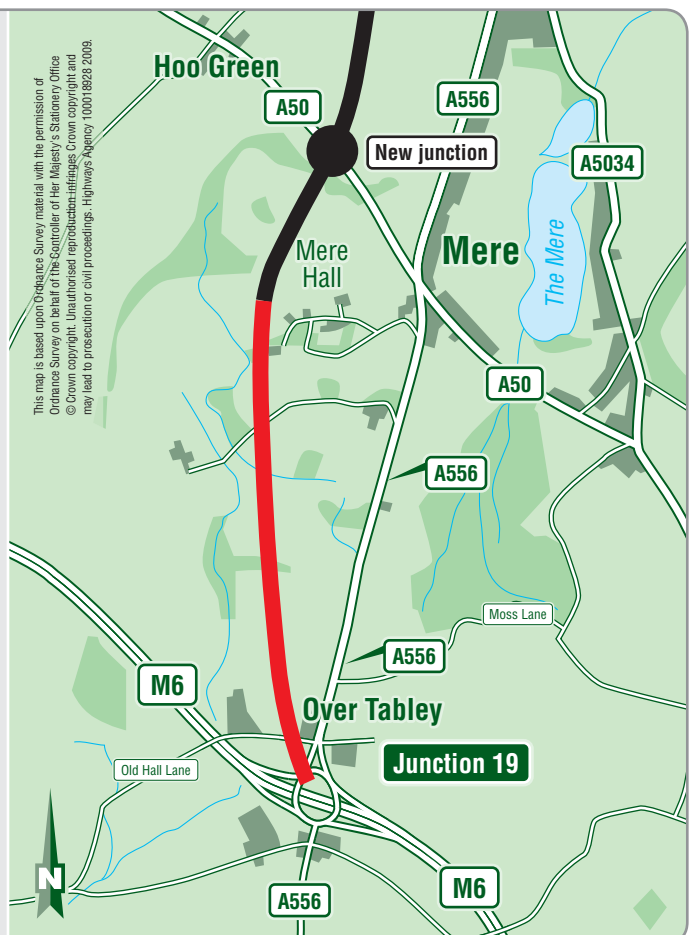 This map is based upon Ordnance Survey material with the permission of
Ordnance Survey on behalf of the Controller of Her Majesty's Stationery Office
© Crown copyright. Unauthorised reproduction infringes Crown copyright and
may lead to prosecution or civil proceedings. Highways Agency 100018928 2009.
Hoo Green
A50
A556
New junction
A5034
Mere
Hall
Mere
The Mere
A50
A556
Moss Lane
A556
M6
Over Tabley
Junction 19
Old Hall Lane
N
A556
M6